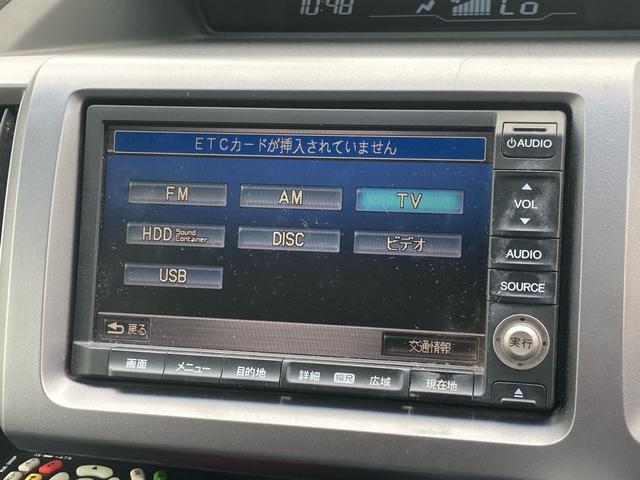 10:48 Lo
ETCカードが挿入されていません
FM AM TV
HDD Sound Container DISC ビデオ
USB
戻る 交通情報
画面 メニュー 目的地 詳細 縮尺 広域 現在地
AUDIO
VOL
AUDIO
SOURCE
実行